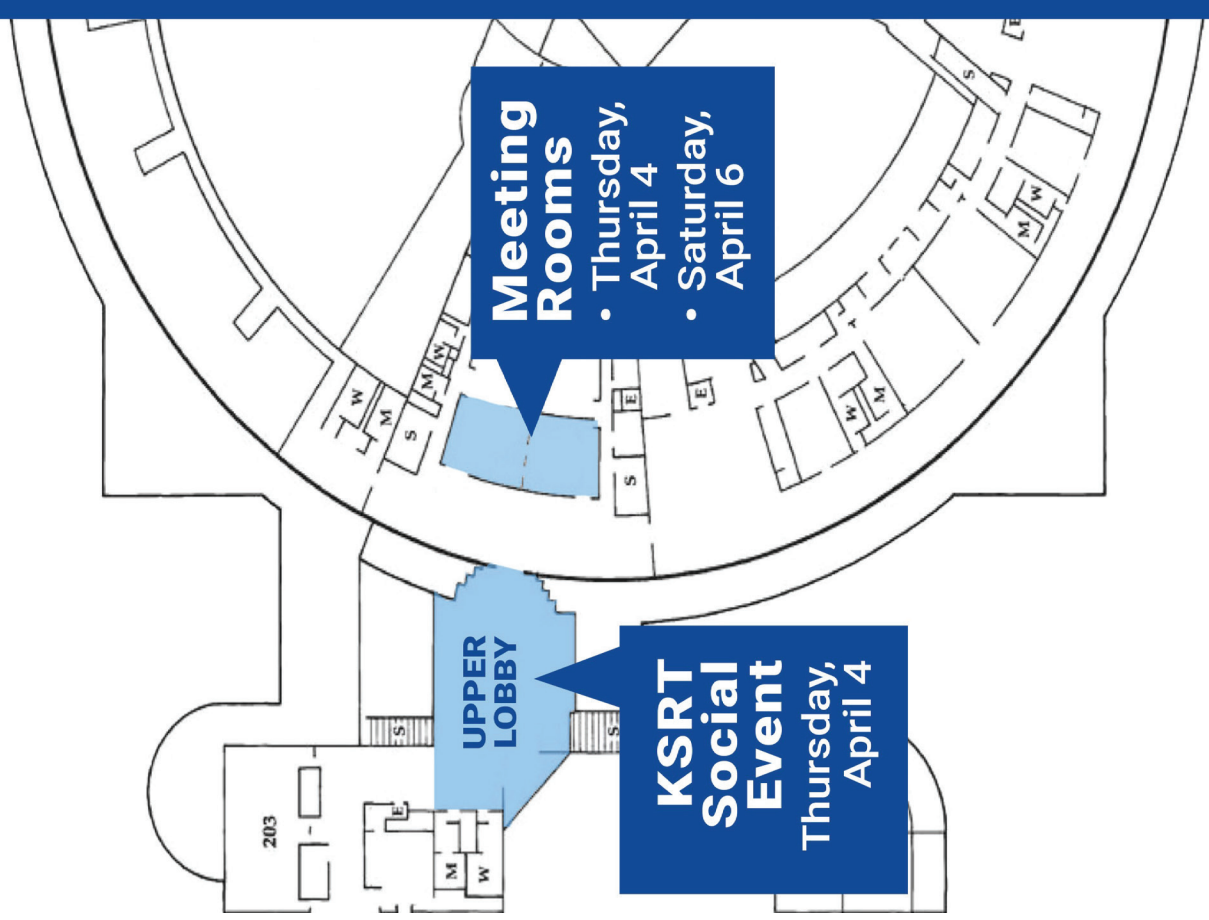 Meeting
Rooms
• Thursday,
April 4
• Saturday,
April 6
UPPER
LOBBY
KSRT
Social
Event
Thursday,
April 4
203
E
S
M
W
W
M
E
E
S
W
M
W
M
S
S
S
E
M
W